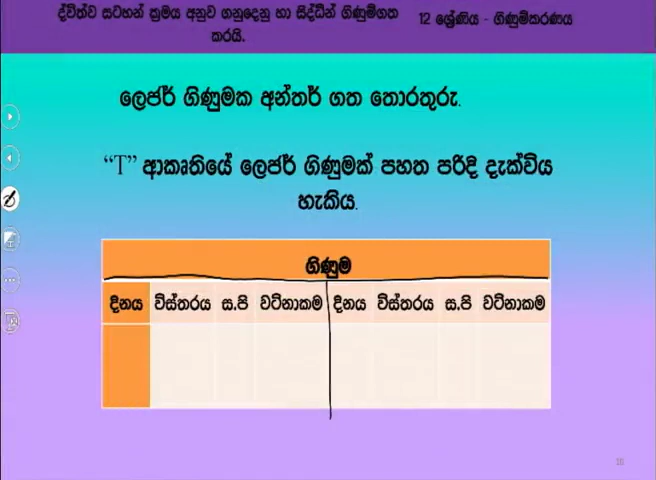 ද්විත්ව සටහන් ක්‍රමය අනුව ගනුදෙනු හා සිද්ධීන් ගිණුම්ගත
කරයි.
12 ශ්‍රේණිය - ගිණුම්කරණය
ලෙජර් ගිණුමක අන්තර් ගත තොරතුරු.
“T” ආකෘතියේ ලෙජර් ගිණුමක් පහත පරිදි දැක්විය
හැකිය.
ගිණුම
දිනය විස්තරය ස.පි වටිනාකම දිනය විස්තරය ස.පි වටිනාකම